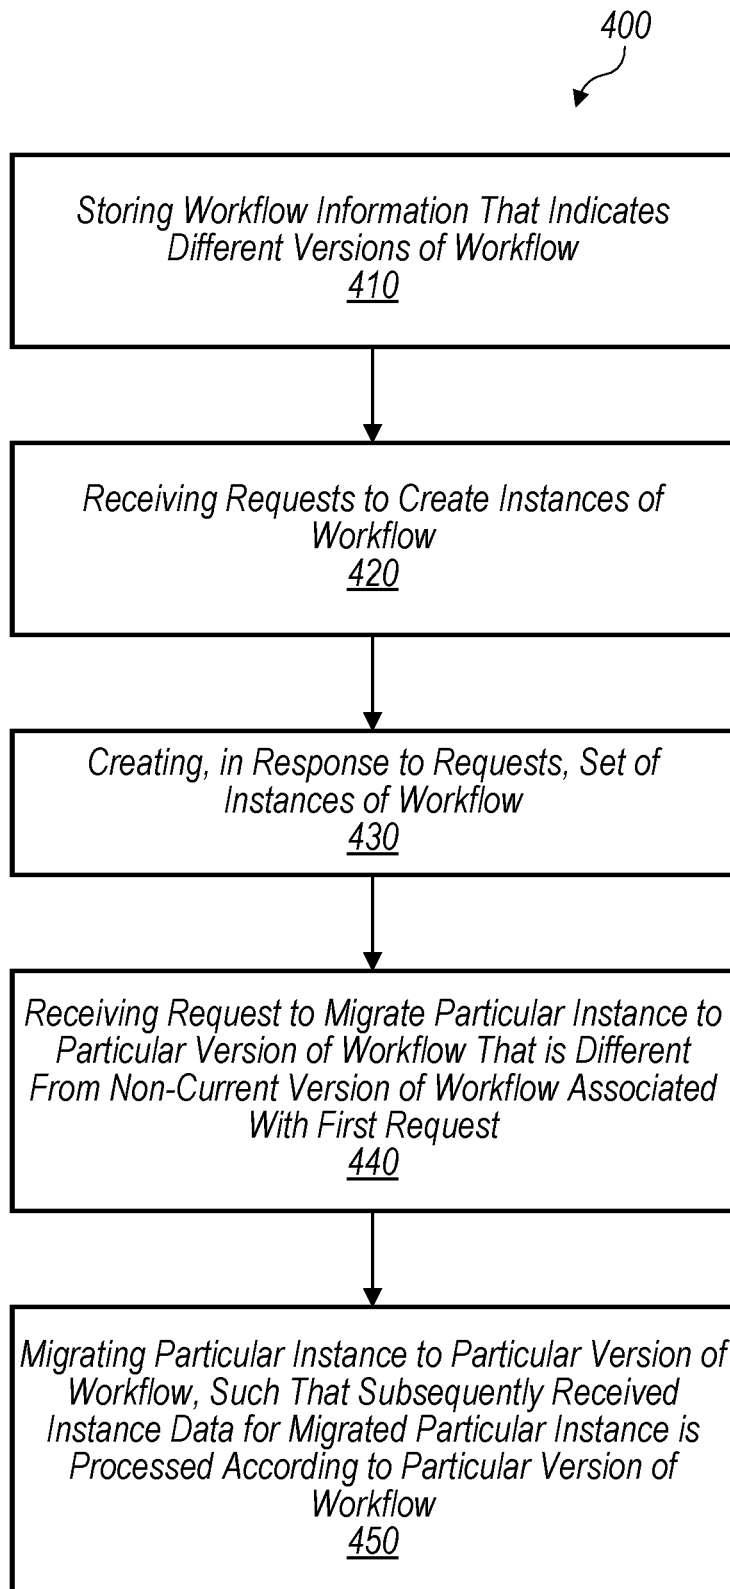 400
Storing Workflow Information That Indicates
Different Versions of Workflow
410
Receiving Requests to Create Instances of
Workflow
420
Creating, in Response to Requests, Set of
Instances of Workflow
430
Receiving Request to Migrate Particular Instance to
Particular Version of Workflow That is Different
From Non-Current Version of Workflow Associated
With First Request
440
Migrating Particular Instance to Particular Version of
Workflow, Such That Subsequently Received
Instance Data for Migrated Particular Instance is
Processed According to Particular Version of
Workflow
450